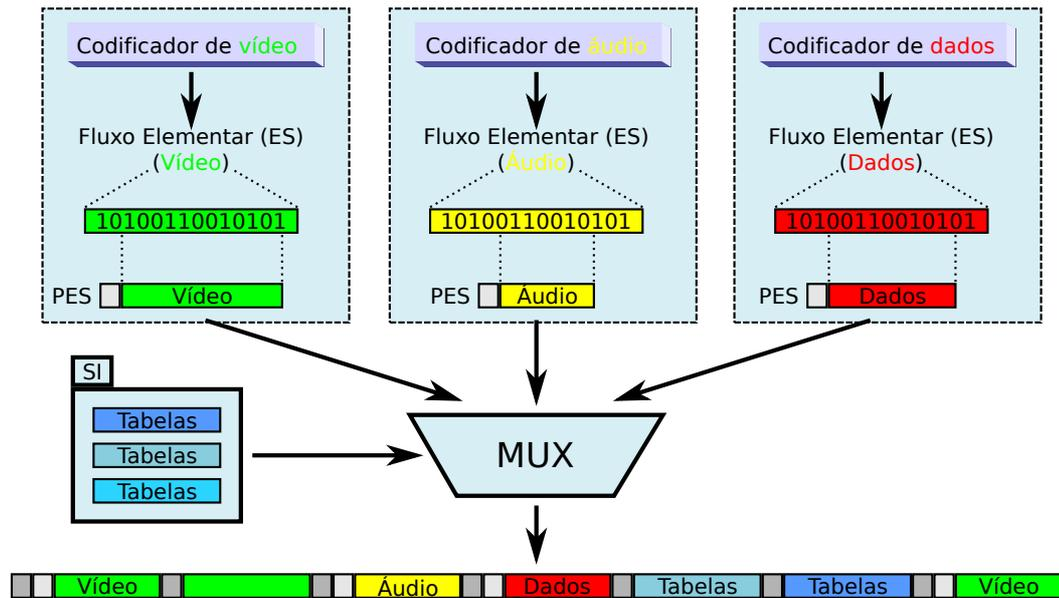 Codificador de vídeo
Fluxo Elementar (ES)
(Vídeo)
10100110010101
PES
Vídeo
Codificador de áudio
Fluxo Elementar (ES)
(Áudio)
10100110010101
PES
Áudio
Codificador de dados
Fluxo Elementar (ES)
(Dados)
10100110010101
PES
Dados
SI
Tabelas
Tabelas
Tabelas
MUX
Vídeo
Áudio
Dados
Tabelas
Tabelas
Vídeo